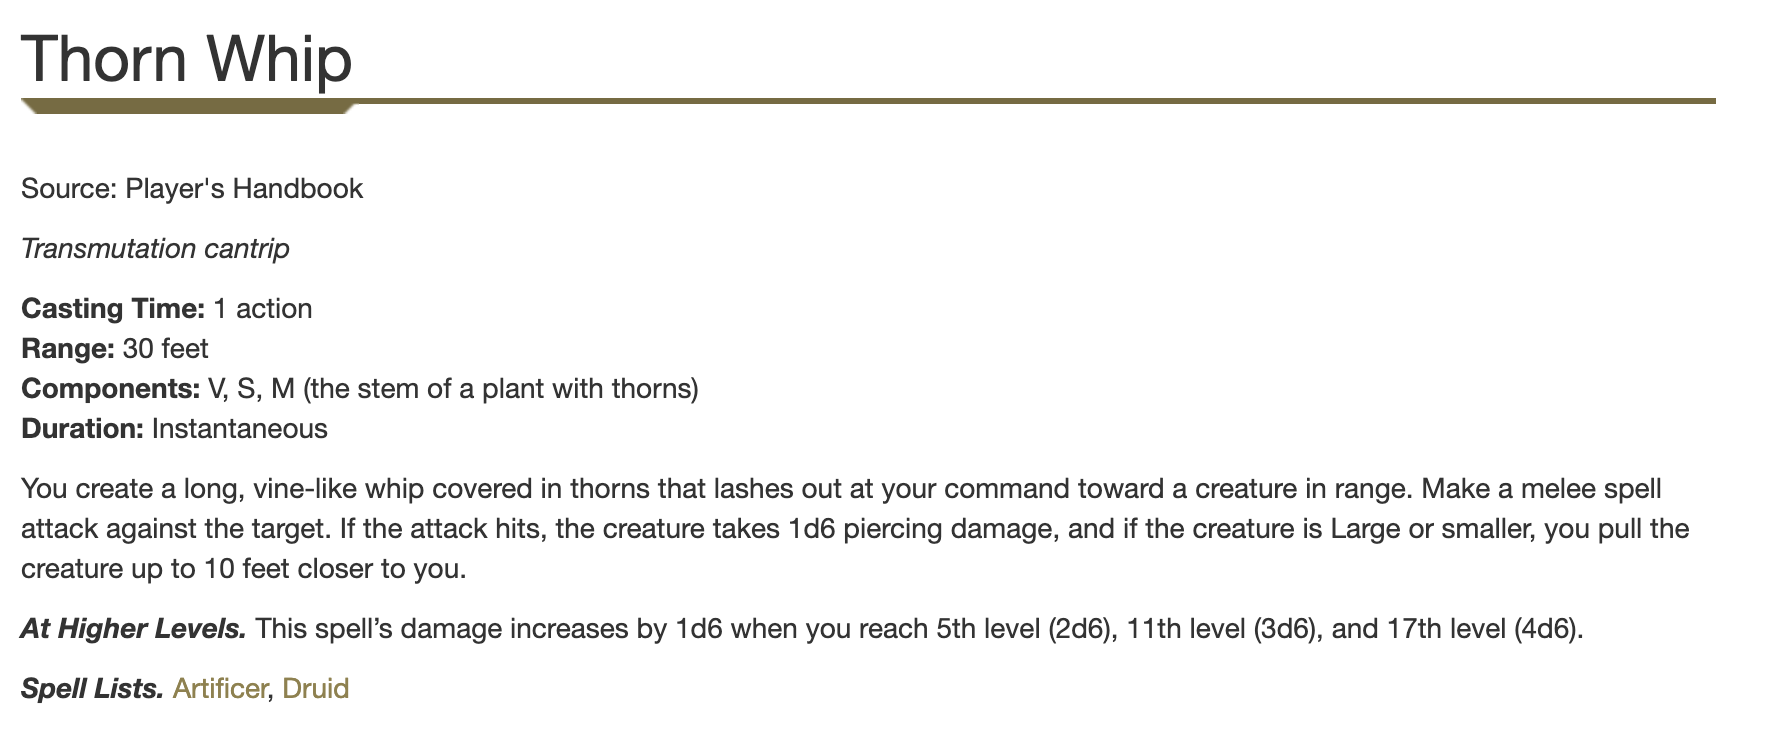 Thorn Whip
Source: Player's Handbook
Transmutation cantrip
Casting Time: 1 action
Range: 30 feet
Components: V, S, M (the stem of a plant with thorns)
Duration: Instantaneous
You create a long, vine-like whip covered in thorns that lashes out at your command toward a creature in range. Make a melee spell
attack against the target. If the attack hits, the creature takes 1d6 piercing damage, and if the creature is Large or smaller, you pull the
creature up to 10 feet closer to you.
At Higher Levels. This spell’s damage increases by 1d6 when you reach 5th level (2d6), 11th level (3d6), and 17th level (4d6).
Spell Lists. Artificer, Druid